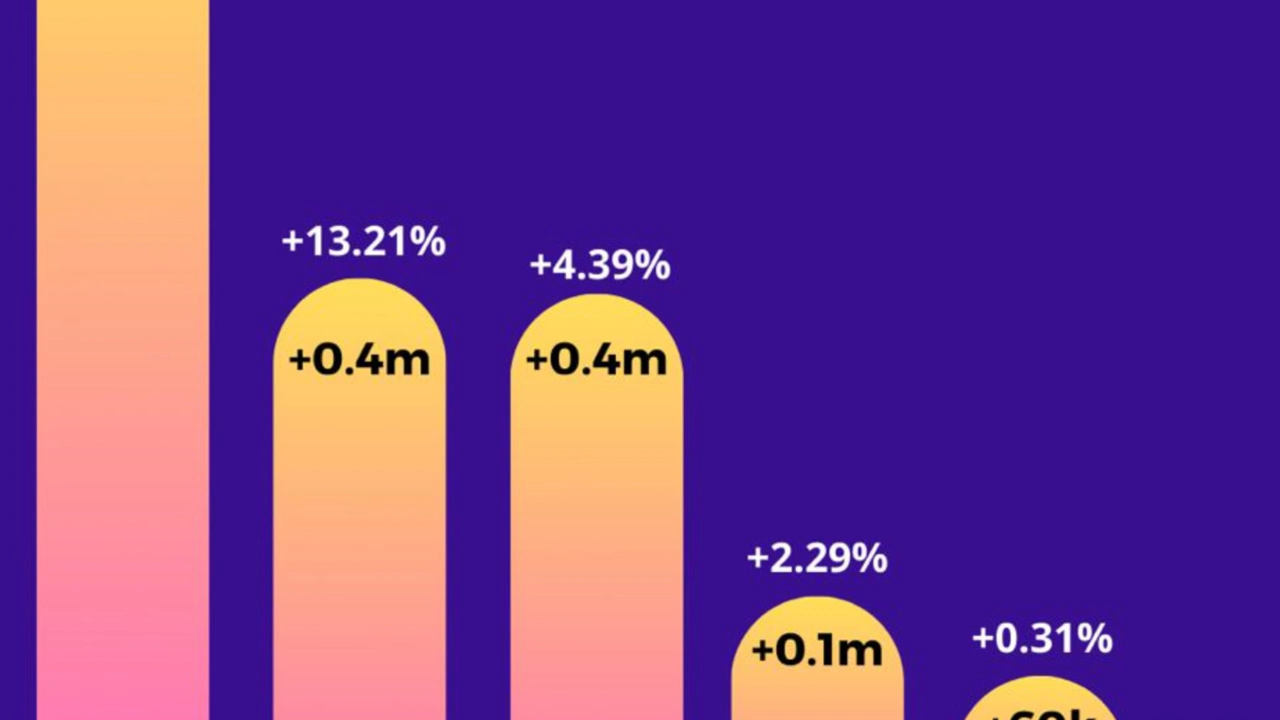 +13.21%
+4.39%
+0.4m
+0.4m
+2.29%
+0.1m
+0.31%